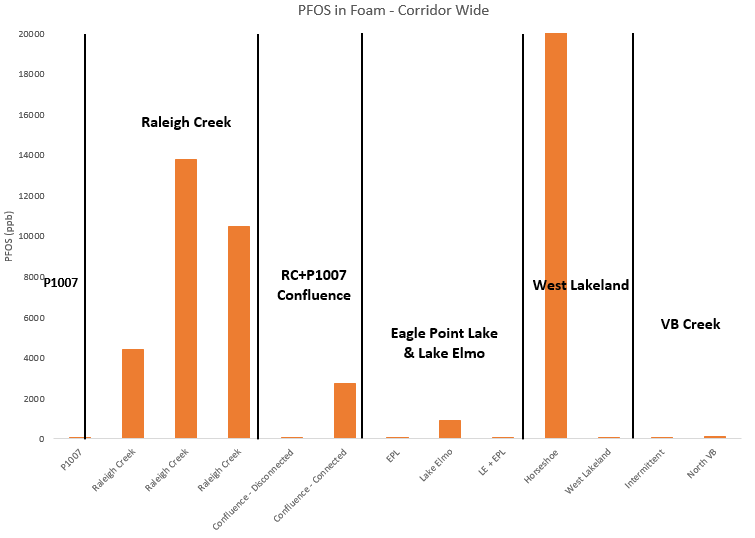 PFOS in Foam - Corridor Wide
PFOS (ppb)
20000
18000
16000
14000
12000
10000
8000
6000
4000
2000
0
P1007
Raleigh Creek
RC+P1007
Confluence
Eagle Point Lake
& Lake Elmo
West Lakeland
VB Creek
P1007
Raleigh Creek
Raleigh Creek
Raleigh Creek
Confluence - Disconnected
Confluence - Connected
EPL
Lake Elmo
LE + EPL
Horseshoe
West Lakeland
Intermittent
North VB